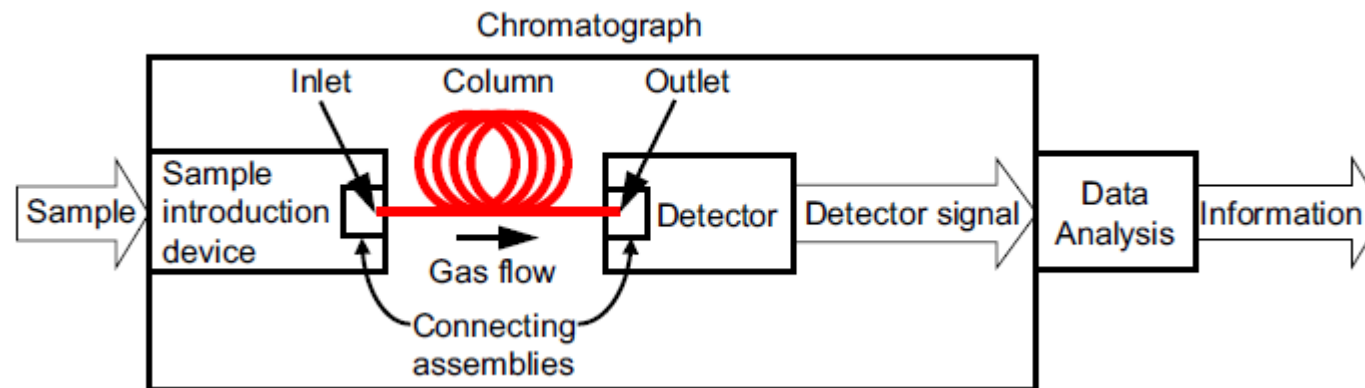 Chromatograph
Inlet
Column
Outlet
Sample
Sample
introduction
device
Gas flow
Connecting
assemblies
Detector
Detector signal
Data
Analysis
Information